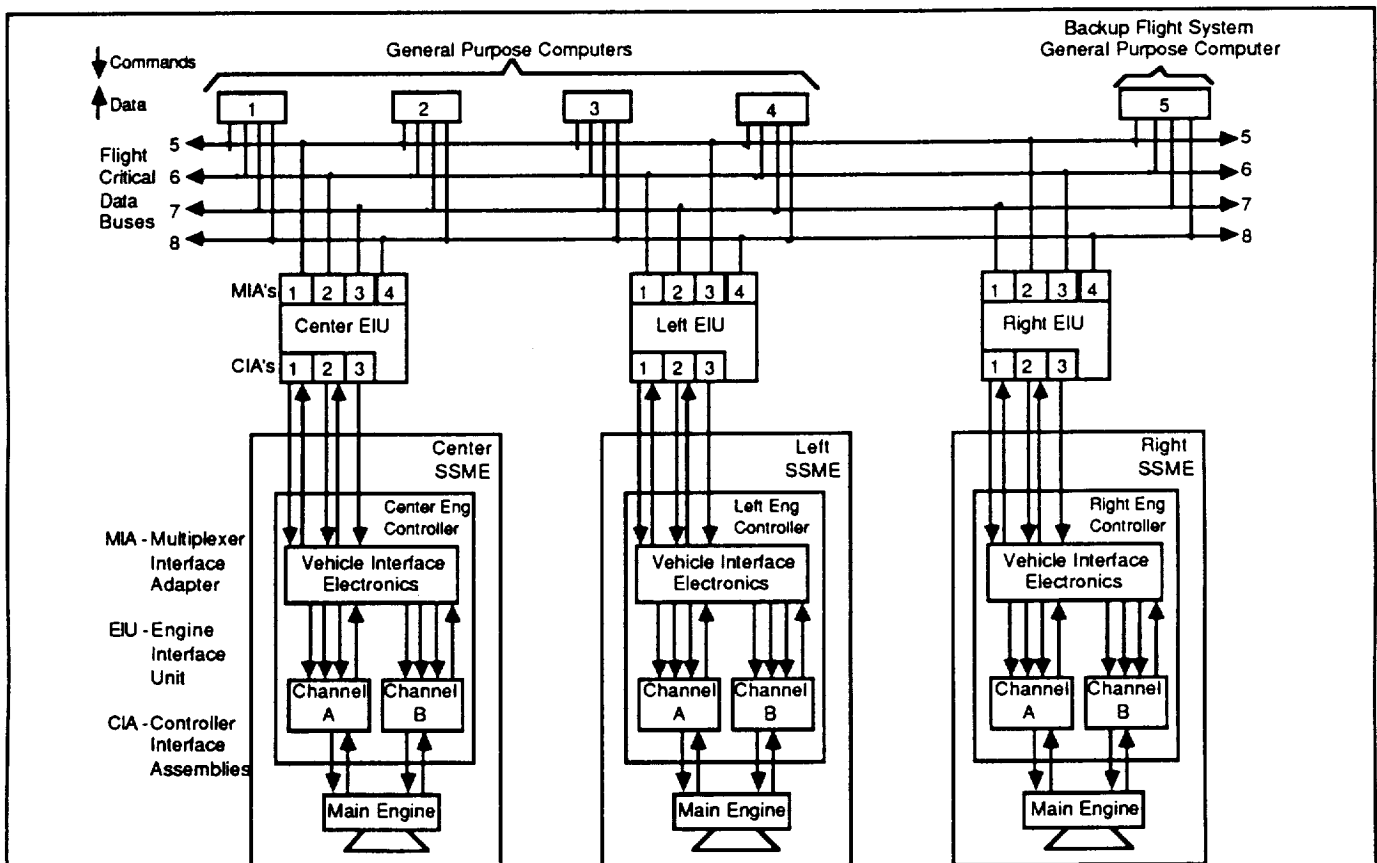 Backup Flight System
General Purpose Computer
General Purpose Computers
Commands
Data
1
2
3
4
5
Flight
Critical
Data
Buses
5
6
7
8
5
6
7
8
MIA's
1 2 3 4
Center EIU
CIA's
1 2 3
1 2 3 4
Left EIU
1 2 3
1 2 3 4
Right EIU
1 2 3
Center
SSME
Center Eng
Controller
Vehicle Interface
Electronics
Channel
A
Channel
B
Main Engine
Left
SSME
Left Eng
Controller
Vehicle Interface
Electronics
Channel
A
Channel
B
Main Engine
Right
SSME
Right Eng
Controller
Vehicle Interface
Electronics
Channel
A
Channel
B
Main Engine
MIA - Multiplexer
Interface
Adapter
EIU - Engine
Interface
Unit
CIA - Controller
Interface
Assemblies